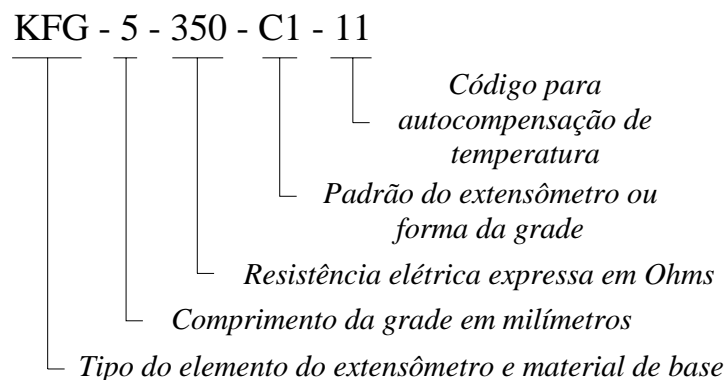 KFG - 5 - 350 - C1 - 11
Código para
autocompensação de
temperatura
Padrão do extensômetro ou
forma da grade
Resistência elétrica expressa em Ohms
Comprimento da grade em milímetros
Tipo do elemento do extensômetro e material de base